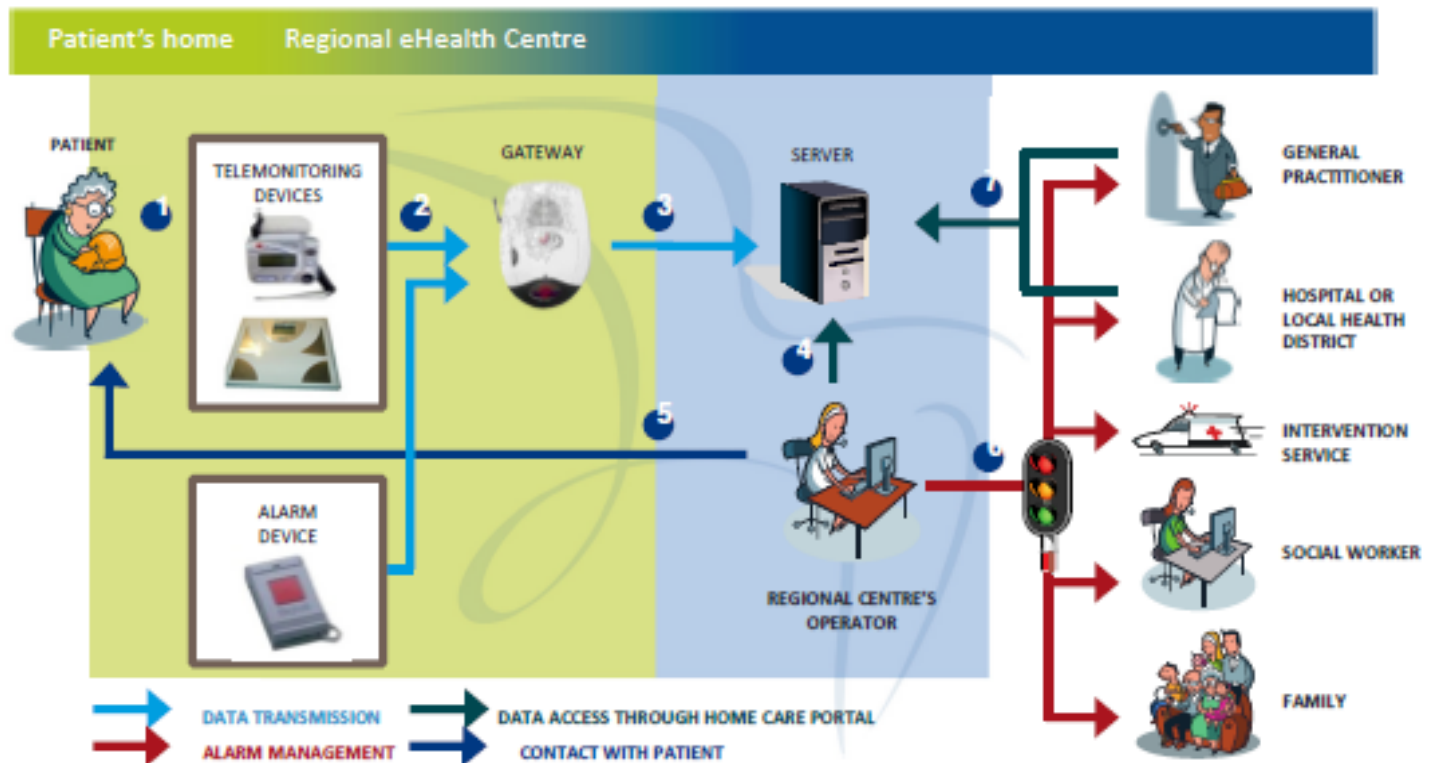 Patient's home
Regional eHealth Centre
PATIENT
TELEMONITORING
DEVICES
GATEWAY
SERVER
GENERAL
PRACTITIONER
1
2
3
7
HOSPITAL OR
LOCAL HEALTH
DISTRICT
4
5
6
INTERVENTION
SERVICE
ALARM
DEVICE
SOCIAL WORKER
REGIONAL CENTRE'S
OPERATOR
FAMILY
DATA TRANSMISSION
DATA ACCESS THROUGH HOME CARE PORTAL
ALARM MANAGEMENT
CONTACT WITH PATIENT